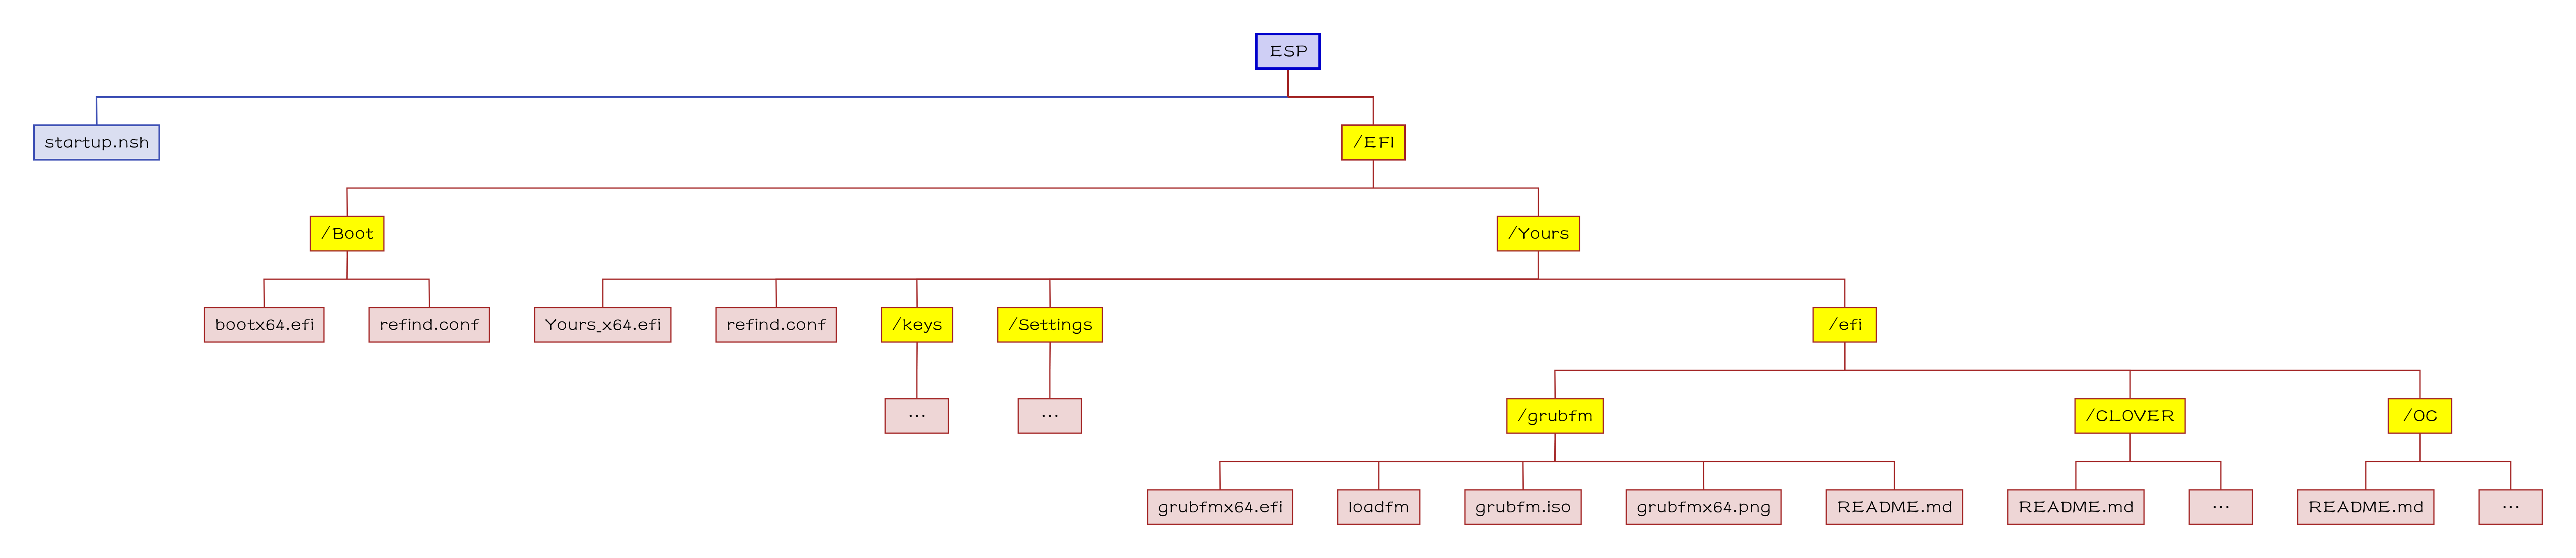 ESP
startup.nsh
/EFI
/Boot
/Yours
bootx64.efi
refind.conf
Yours_x64.efi
refind.conf
/keys
/Settings
/efi
...
...
/grubfm
/CLOVER
/OC
grubfmx64.efi
loadfm
grubfm.iso
grubfmx64.png
README.md
README.md
...
README.md
...